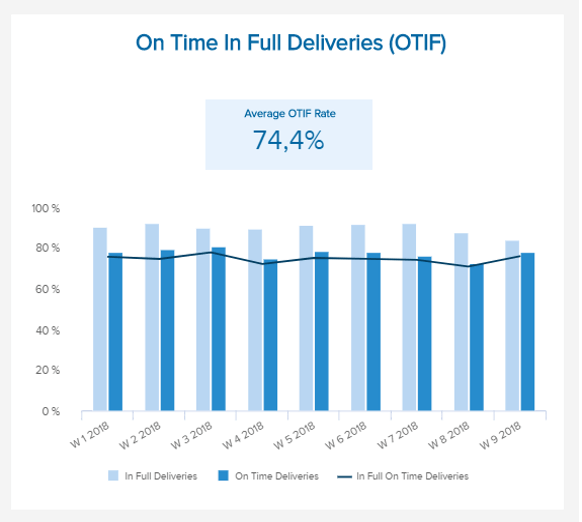 On Time In Full Deliveries (OTIF)
Average OTIF Rate
74,4%
100 %
80 %
60 %
40 %
20 %
0 %
W 1 2018
W 2 2018
W 3 2018
W 4 2018
W 5 2018
W 6 2018
W 7 2018
W 8 2018
W 9 2018
In Full Deliveries
On Time Deliveries
In Full On Time Deliveries